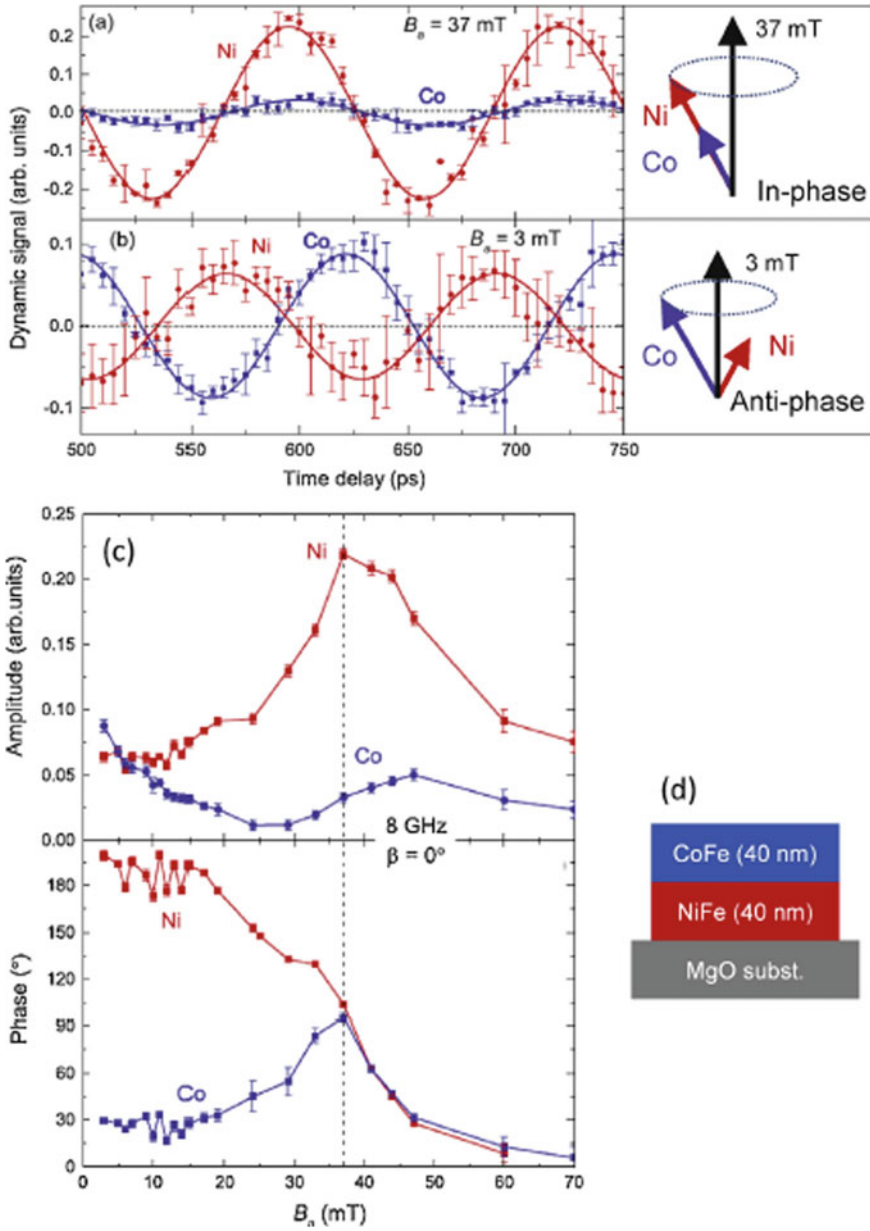 (a)
B_a = 37 mT
Ni
Co
0.2
0.1
0.0
-0.1
-0.2
37 mT
Ni
Co
In-phase
Dynamic signal (arb. units)
(b)
Ni
Co
B_a = 3 mT
0.1
0.0
-0.1
3 mT
Co
Ni
Anti-phase
500 550 600 650 700 750
Time delay (ps)
(c)
Ni
Co
0.25
0.20
0.15
0.10
0.05
0.00
Amplitude (arb.units)
8 GHz
β = 0°
180
150
120
90
60
30
0
Phase (°)
Ni
Co
0 10 20 30 40 50 60 70
B_a (mT)
(d)
CoFe (40 nm)
NiFe (40 nm)
MgO subst.